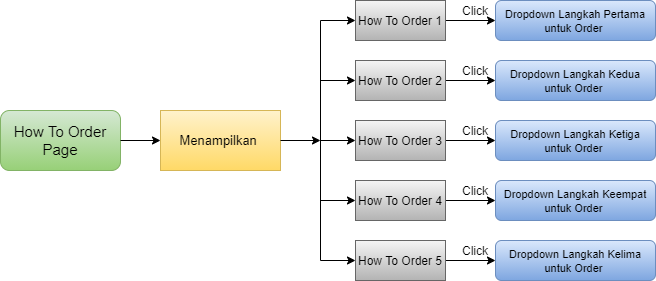 How To Order
Page
Menampilkan
How To Order 1
Click
Dropdown Langkah Pertama
untuk Order
How To Order 2
Click
Dropdown Langkah Kedua
untuk Order
How To Order 3
Click
Dropdown Langkah Ketiga
untuk Order
How To Order 4
Click
Dropdown Langkah Keempat
untuk Order
How To Order 5
Click
Dropdown Langkah Kelima
untuk Order